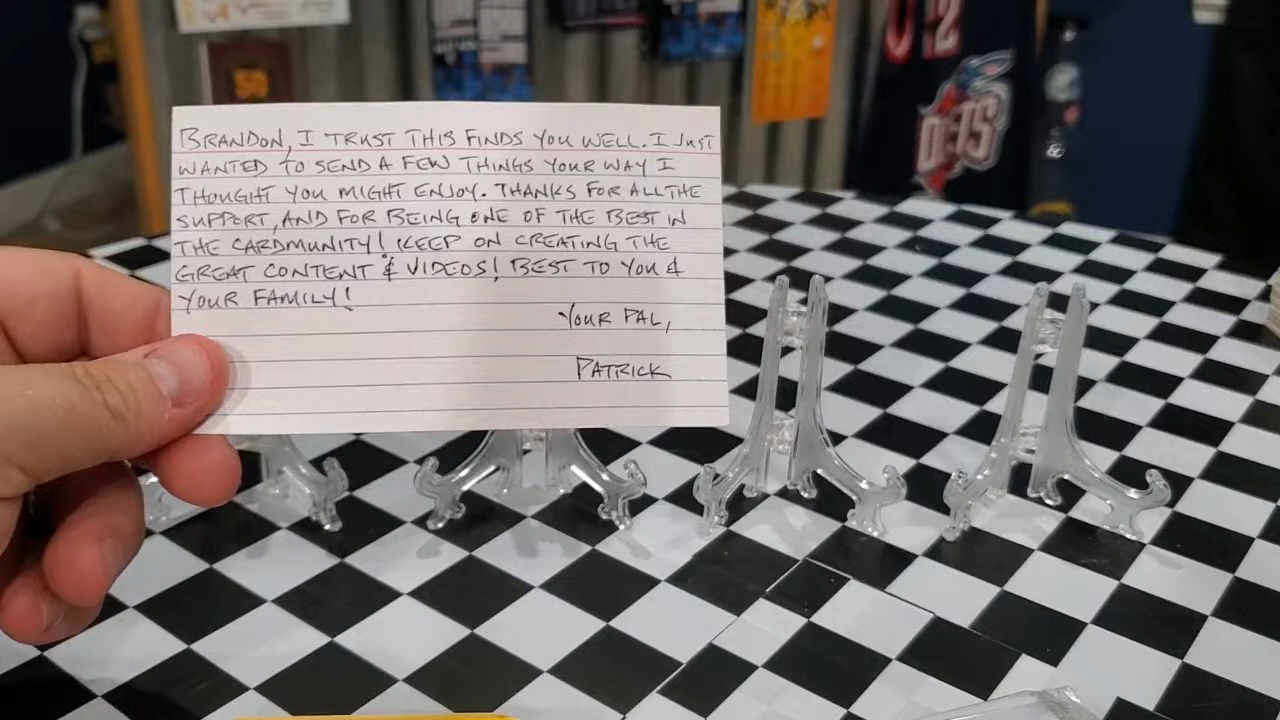 BRANDON, I TRUST THIS FINDS YOU WELL. I JUST
WANTED TO SEND A FEW THINGS YOUR WAY I
THOUGHT YOU MIGHT ENJOY. THANKS FOR ALL THE
SUPPORT, AND FOR BEING ONE OF THE BEST IN
THE CARDMUNITY! KEEP ON CREATING THE
GREAT CONTENT & VIDEOS! BEST TO YOU &
YOUR FAMILY!
YOUR PAL,
PATRICK